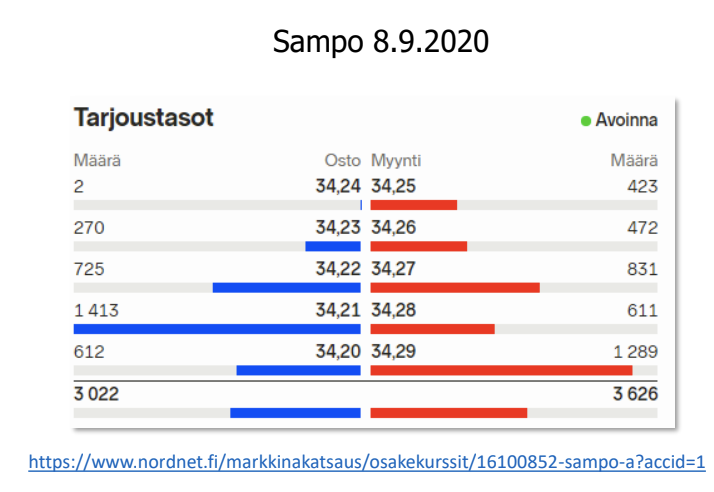 Sampo 8.9.2020
Tarjoustasot Avoinna
Määrä Osto Myynti Määrä
2 34,24 34,25 423
270 34,23 34,26 472
725 34,22 34,27 831
1 413 34,21 34,28 611
612 34,20 34,29 1 289
3 022 3 626
https://www.nordnet.fi/markkinakatsaus/osakekurssit/16100852-sampo-a?accid=1